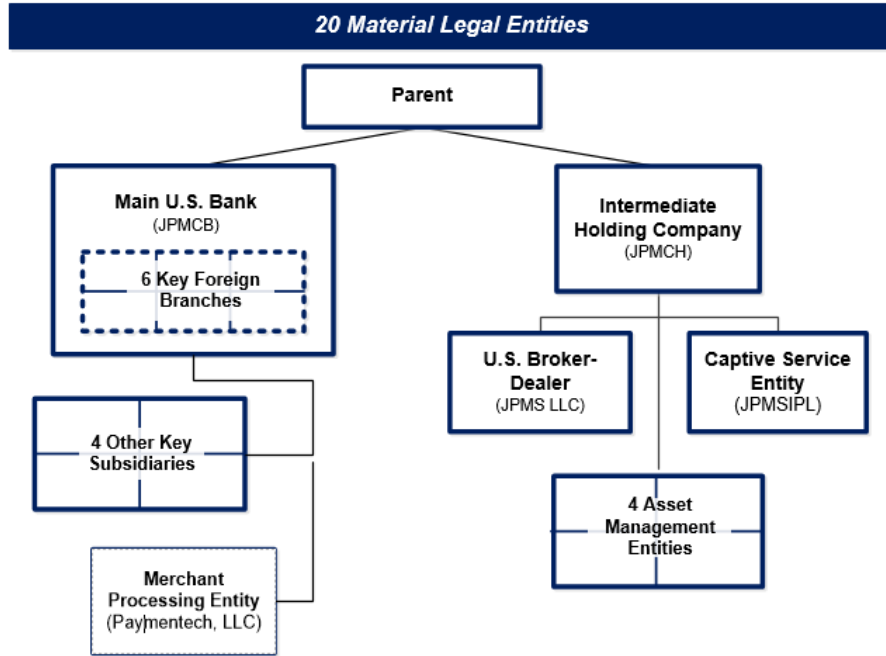 20 Material Legal Entities
Parent
Main U.S. Bank
(JPMCB)
6 Key Foreign
Branches
4 Other Key
Subsidiaries
Merchant
Processing Entity
(Paymentech, LLC)
Intermediate
Holding Company
(JPMCH)
U.S. Broker-
Dealer
(JPMS LLC)
Captive Service
Entity
(JPMSIPL)
4 Asset
Management
Entities